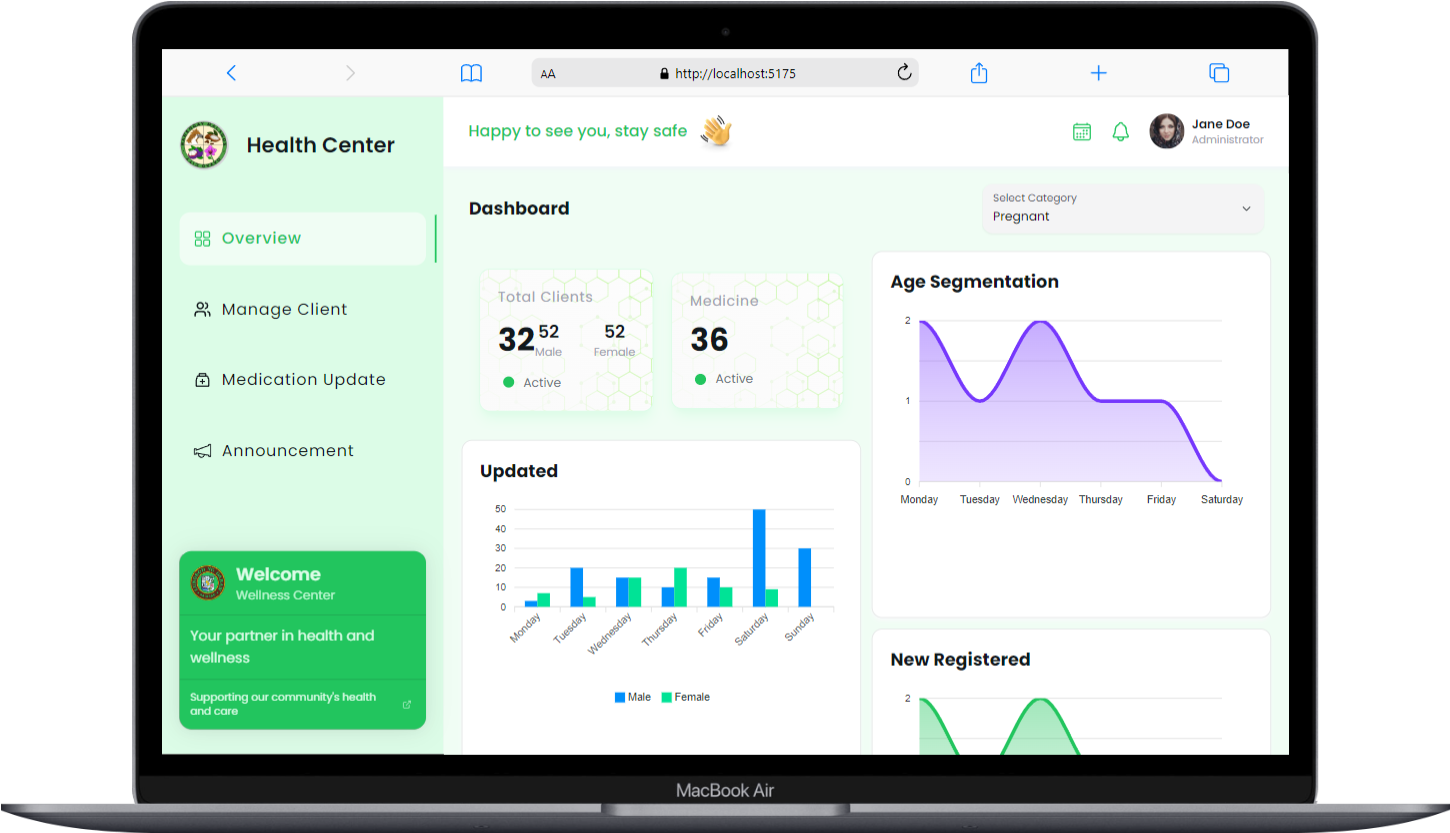 AA
http://localhost:5175
Health Center
Overview
Manage Client
Medication Update
Announcement
Welcome
Wellness Center
Your partner in health and
wellness
Supporting our community's health
and care
Happy to see you, stay safe
Jane Doe
Administrator
Dashboard
Select Category
Pregnant
Total Clients
32
52
Male
52
Female
Active
Medicine
36
Active
Updated
50
40
30
20
10
0
Monday
Tuesday
Wednesday
Thursday
Friday
Saturday
Sunday
Male
Female
Age Segmentation
2
1
0
Monday
Tuesday
Wednesday
Thursday
Friday
Saturday
New Registered
2
MacBook Air